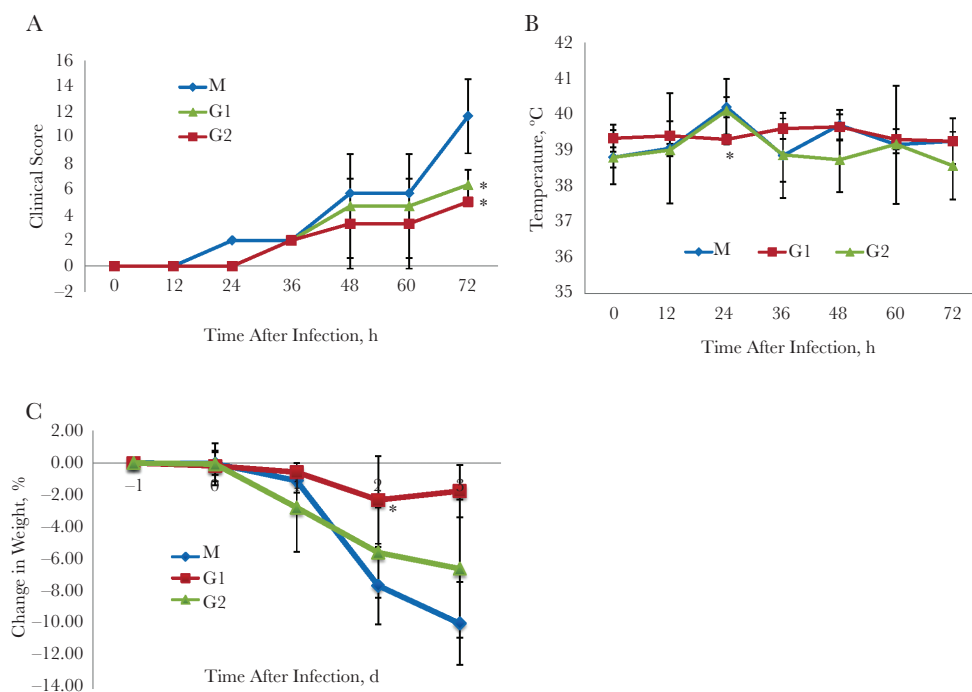 A
16
14
12
10
8
6
4
2
0
–2
Clinical Score
M
G1
G2
*
*
0 12 24 36 48 60 72
Time After Infection, h
B
42
41
40
39
38
37
36
35
Temperature, °C
*
M G1 G2
0 12 24 36 48 60 72
Time After Infection, h
C
2.00
0.00
–2.00
–4.00
–6.00
–8.00
–10.00
–12.00
–14.00
Change in Weight, %
–1 0 2
*
M
G1
G2
Time After Infection, d